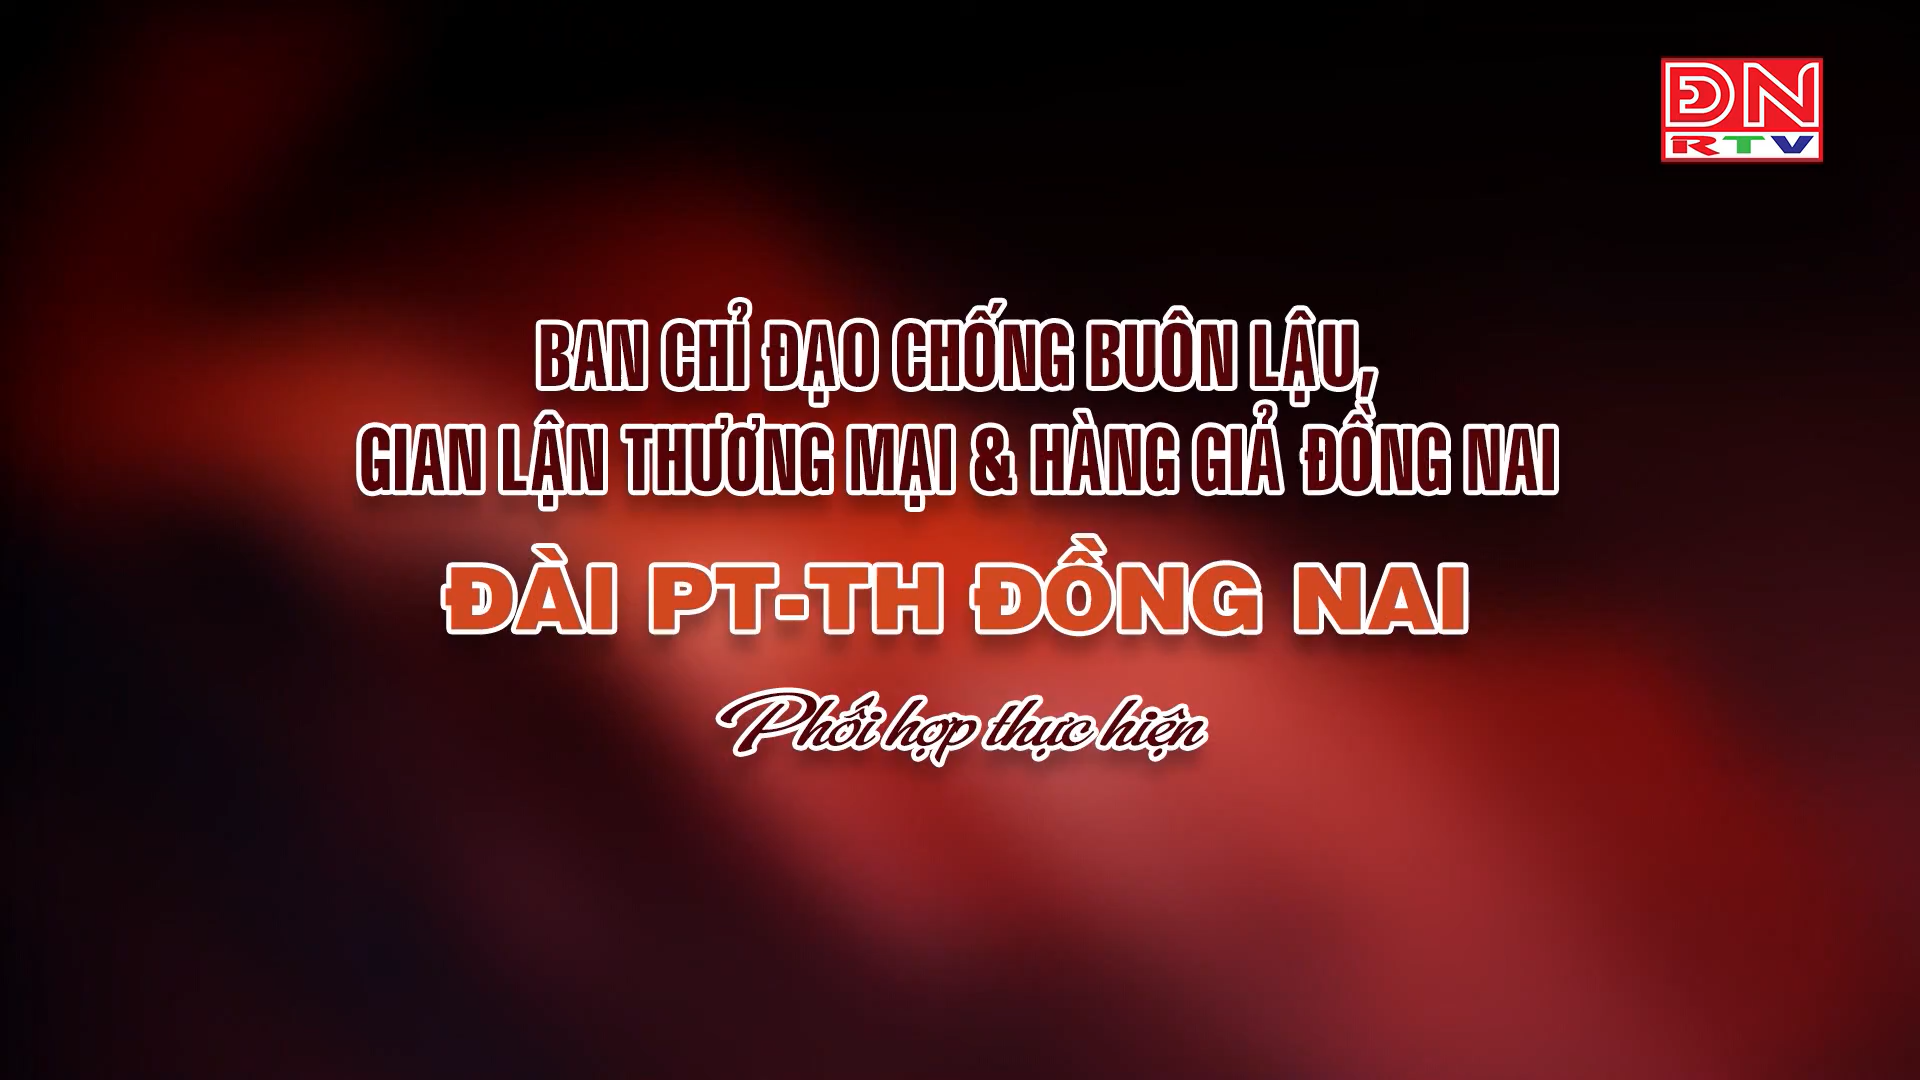 ĐN
RTV
BAN CHỈ ĐẠO CHỐNG BUÔN LẬU,
GIAN LẬN THƯƠNG MẠI & HÀNG GIẢ ĐỒNG NAI
ĐÀI PT-TH ĐỒNG NAI
Phối hợp thực hiện